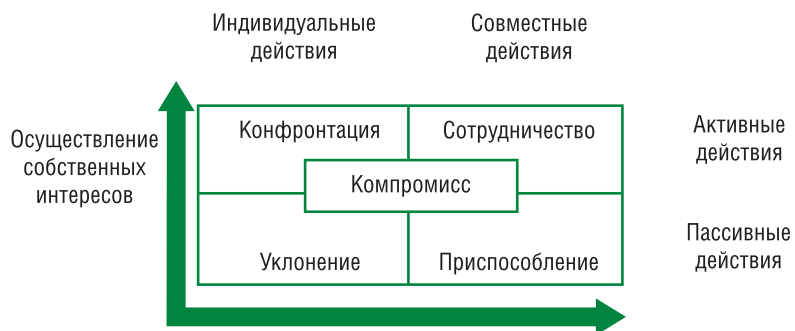 Индивидуальные
действия
Совместные
действия
Осуществление
собственных
интересов
Конфронтация
Сотрудничество
Активные
действия
Компромисс
Уклонение
Приспособление
Пассивные
действия